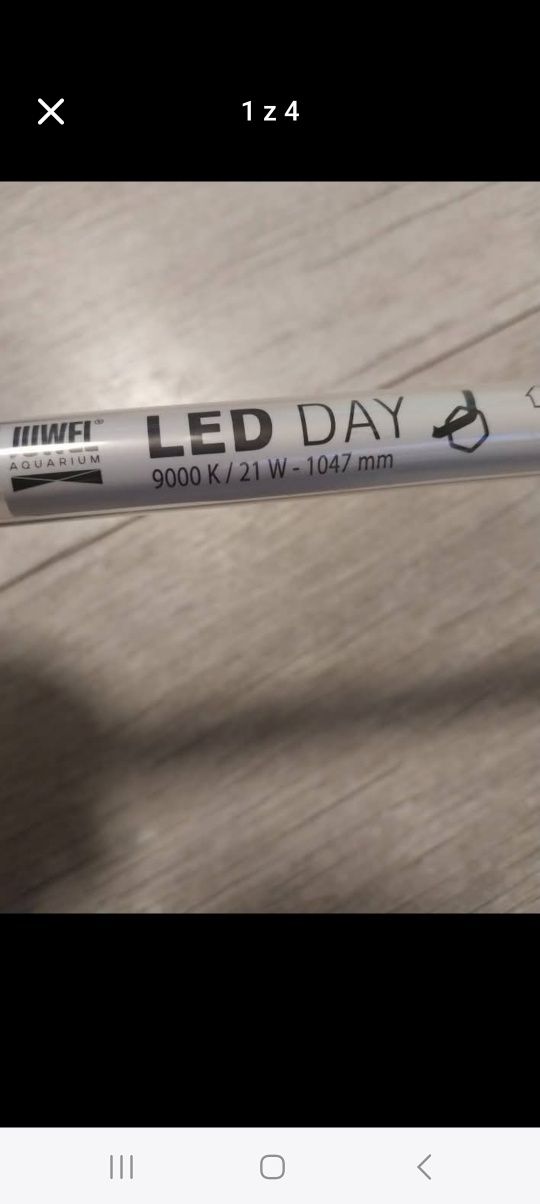 1 z 4
JUWEL®
AQUARIUM
LED DAY
9000 K / 21 W - 1047 mm